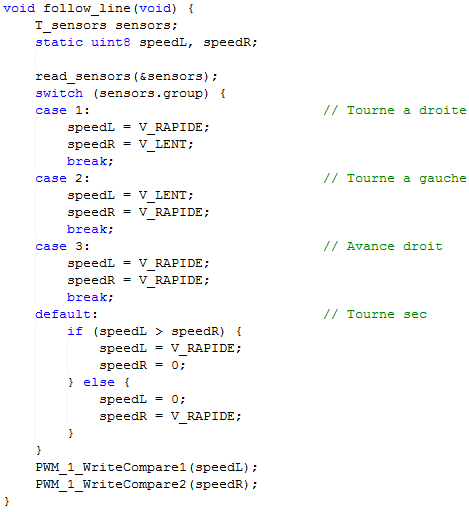 void follow_line(void) {
    T_sensors sensors;
    static uint8 speedL, speedR;

    read_sensors(&sensors);
    switch (sensors.group) {
    case 1:                             // Tourne a droite
        speedL = V_RAPIDE;
        speedR = V_LENT;
        break;
    case 2:                             // Tourne a gauche
        speedL = V_LENT;
        speedR = V_RAPIDE;
        break;
    case 3:                             // Avance droit
        speedL = V_RAPIDE;
        speedR = V_RAPIDE;
        break;
    default:                            // Tourne sec
        if (speedL > speedR) {
            speedL = V_RAPIDE;
            speedR = 0;
        } else {
            speedL = 0;
            speedR = V_RAPIDE;
        }
    }
    PWM_1_WriteCompare1(speedL);
    PWM_1_WriteCompare2(speedR);
}